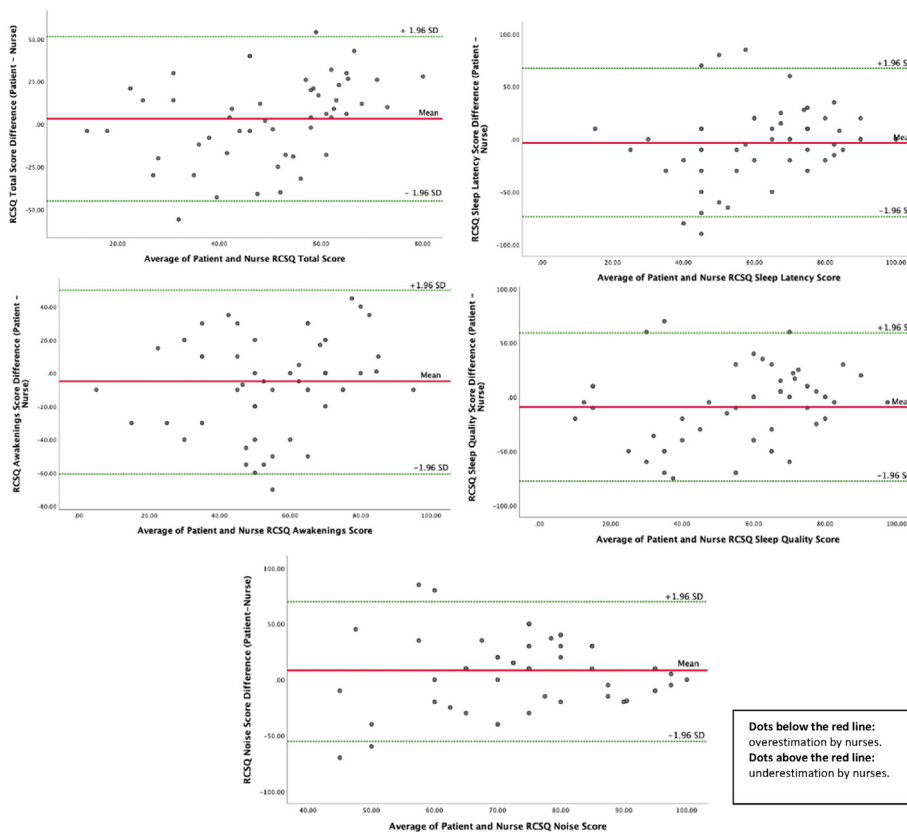 RCSQ Total Score Difference (Patient – Nurse)
50.00
25.00
.00
-25.00
-50.00
+ 1.96 SD
Mean
- 1.96 SD
20.00 40.00 60.00 80.00
Average of Patient and Nurse RCSQ Total Score
RCSQ Sleep Latency Score Difference (Patient –
Nurse)
100.00
50.00
.00
-50.00
-100.00
+1.96 SD
Mea
-1.96 SD
.00 20.00 40.00 60.00 80.00 100.00
Average of Patient and Nurse RCSQ Sleep Latency Score
RCSQ Awakenings Score Difference (Patient –
Nurse)
40.00
20.00
.00
-20.00
-40.00
-60.00
-80.00
+1.96 SD
Mean
-1.96 SD
.00 20.00 40.00 60.00 80.00 100.00
Average of Patient and Nurse RCSQ Awakenings Score
RCSQ Sleep Quality Score Difference (Patient –
Nurse)
100.00
50.00
.00
-50.00
-100.00
+1.96 SD
Mea
-1.96 SD
.00 20.00 40.00 60.00 80.00 100.00
Average of Patient and Nurse RCSQ Sleep Quality Score
RCSQ Noise Score Difference (Patient-Nurse)
100.00
50.00
.00
-50.00
-100.00
+1.96 SD
Mean
-1.96 SD
40.00 50.00 60.00 70.00 80.00 90.00 100.00
Average of Patient and Nurse RCSQ Noise Score
Dots below the red line:
overestimation by nurses.
Dots above the red line:
underestimation by nurses.